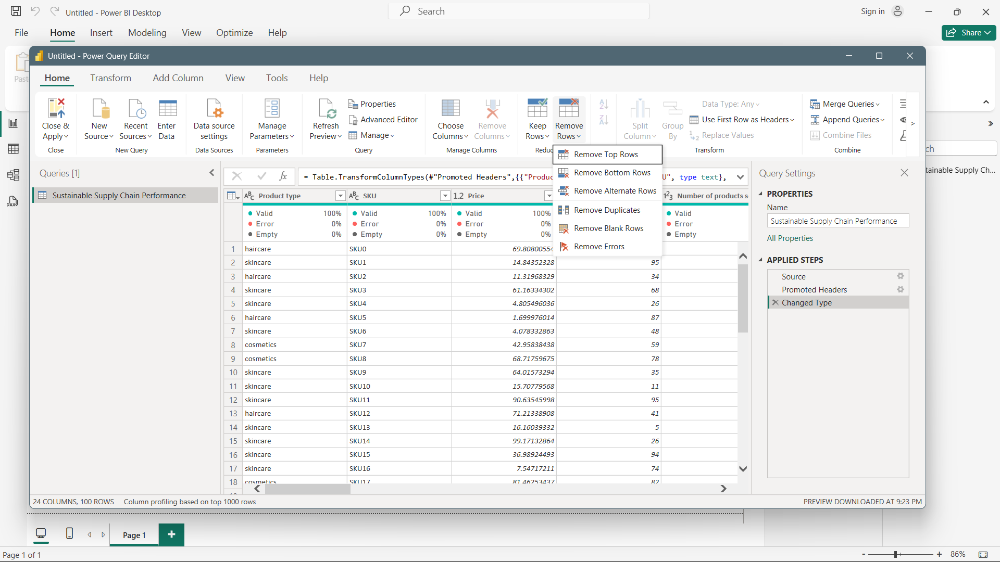 Untitled - Power BI Desktop
Search
Sign in
File
Home
Insert
Modeling
View
Optimize
Help
Share
Untitled - Power Query Editor
Home
Transform
Add Column
View
Tools
Help
Close &
Apply
Close
New
Source
Recent
Sources
Enter
Data
New Query
Data source
settings
Data Sources
Manage
Parameters
Parameters
Refresh
Preview
Properties
Advanced Editor
Manage
Query
Choose
Columns
Remove
Columns
Manage Columns
Keep
Rows
Remove
Rows
Split
Column
Group
By
Data Type: Any
Use First Row as Headers
Replace Values
Transform
Merge Queries
Append Queries
Combine Files
Combine
Remove Top Rows
Remove Bottom Rows
Remove Alternate Rows
Remove Duplicates
Remove Blank Rows
Remove Errors
Queries [1]
Sustainable Supply Chain Performance
fx
= Table.TransformColumnTypes(#"Promoted Headers",{{"Produc
U", type text},
ABC Product type
ABC SKU
1.2 Price
123 Number of products s
Valid 100% Valid 100% Valid 100% Valid
Error 0% Error 0% Error 0% Error
Empty 0% Empty 0% Empty 0% Empty
1 haircare SKU0 69.80800554
2 skincare SKU1 14.84352328 95
3 haircare SKU2 11.31968329 34
4 skincare SKU3 61.16334302 68
5 skincare SKU4 4.805496036 26
6 haircare SKU5 1.699976014 87
7 skincare SKU6 4.078332863 48
8 cosmetics SKU7 42.95838438 59
9 cosmetics SKU8 68.71759675 78
10 skincare SKU9 64.01573294 35
11 skincare SKU10 15.70779568 11
12 skincare SKU11 90.63545998 95
13 haircare SKU12 71.21338908 41
14 skincare SKU13 16.16039332 5
15 skincare SKU14 99.17132864 26
16 skincare SKU15 36.98924493 94
17 skincare SKU16 7.54717211 74
18 cosmetics SKU17 81.46253437 82
Query Settings
PROPERTIES
Name
Sustainable Supply Chain Performance
All Properties
APPLIED STEPS
Source
Promoted Headers
Changed Type
tainable Supply Ch...
24 COLUMNS, 100 ROWS
Column profiling based on top 1000 rows
PREVIEW DOWNLOADED AT 9:23 PM
Page 1
Page 1 of 1
86%